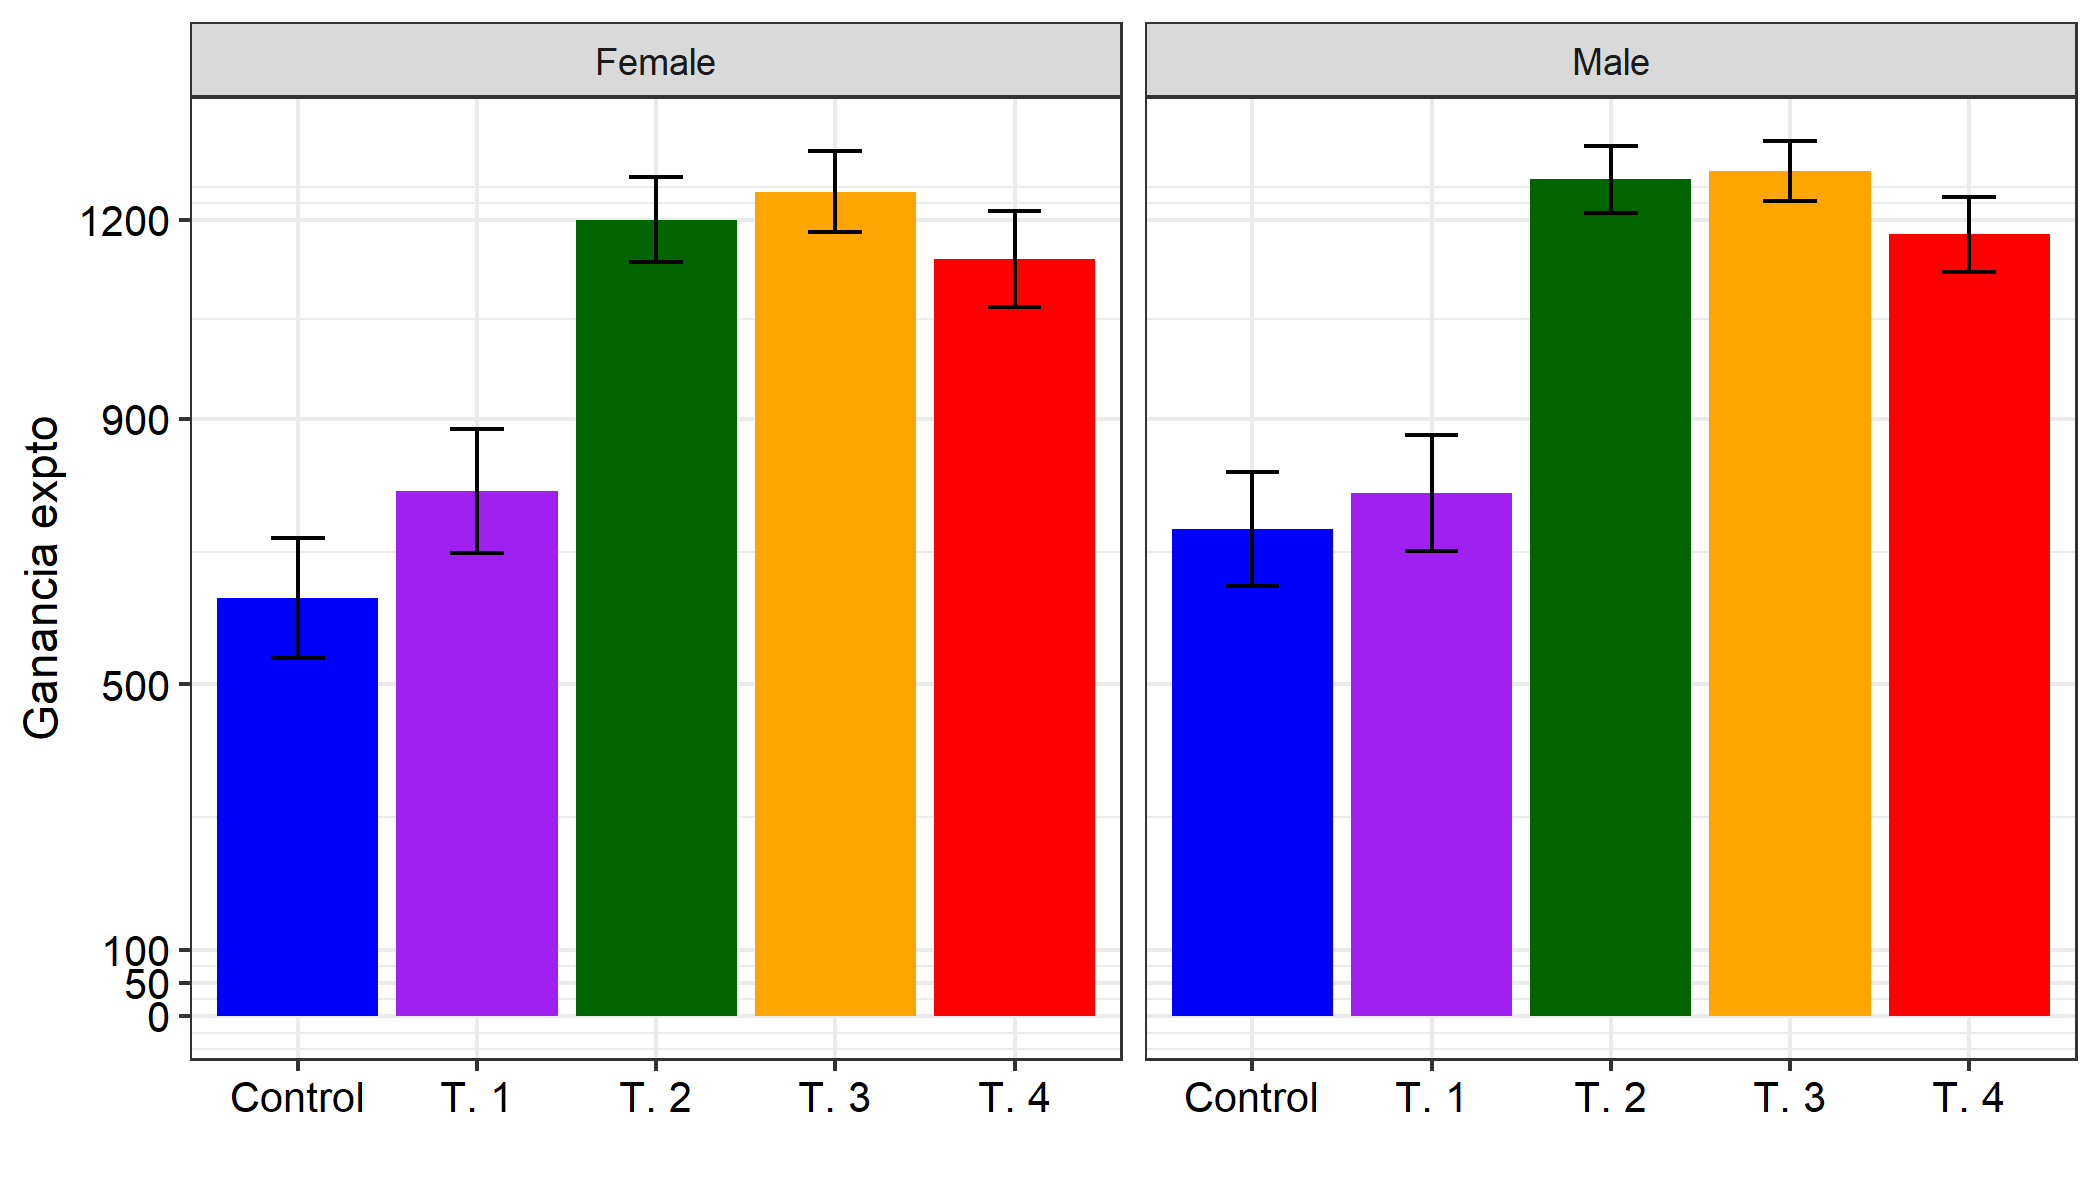 Female
Male
Ganancia expto
1200
900
500
100
50
0
Control T. 1 T. 2 T. 3 T. 4
Control T. 1 T. 2 T. 3 T. 4